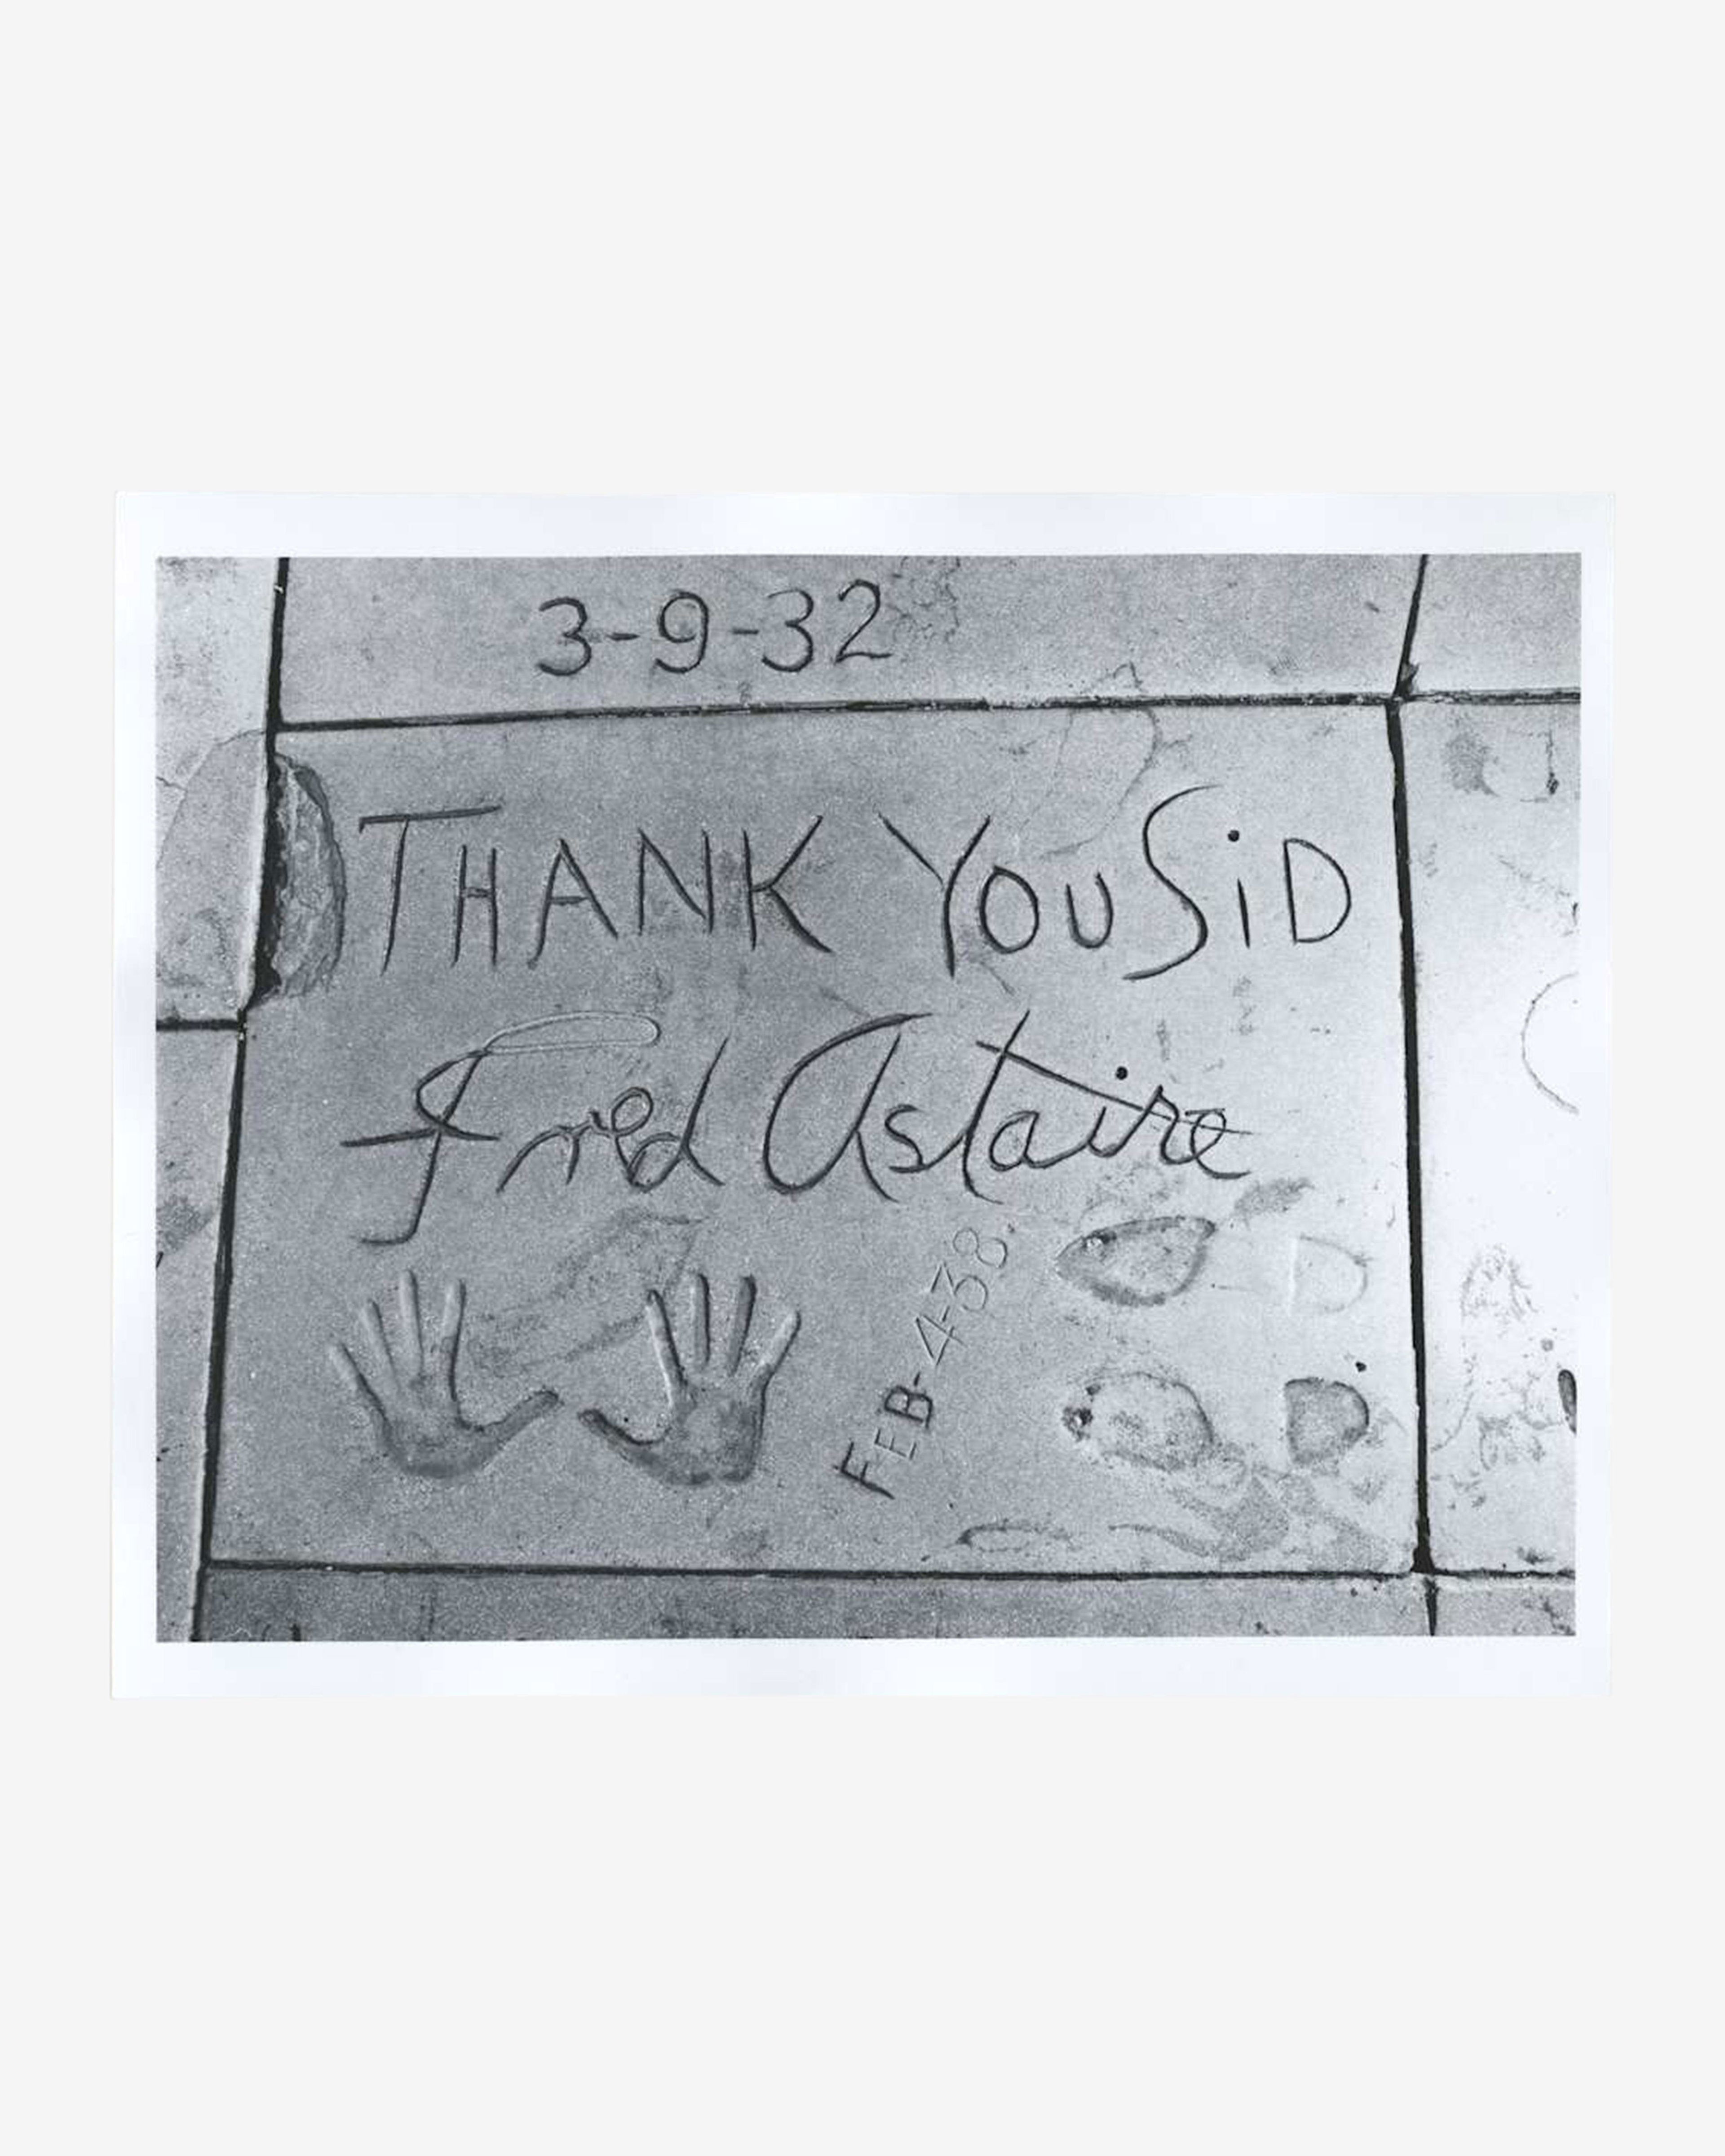 3-9-32
THANK YOU SiD
Fred Astaire
FEB-4-38